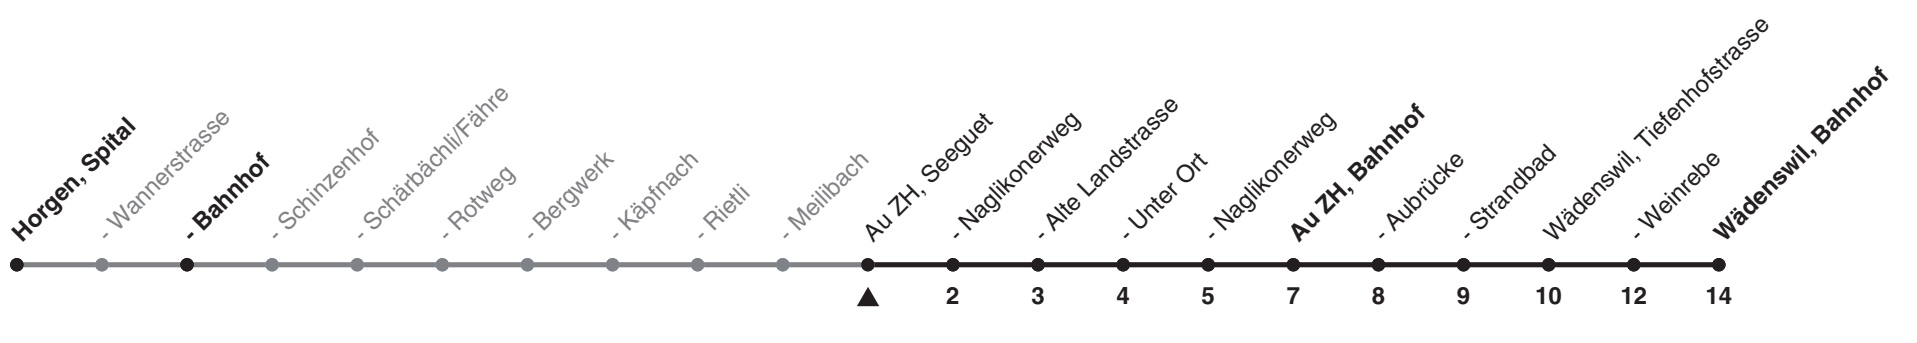 Horgen, Spital
- Wannerstrasse
- Bahnhof
- Schinzenhof
- Schärbächli/Fähre
- Rotweg
- Bergwerk
- Käpfnach
- Rietli
- Meilibach
Au ZH, Seeguet
- Naglikonerweg
- Alte Landstrasse
- Unter Ort
- Naglikonerweg
Au ZH, Bahnhof
- Aubrücke
- Strandbad
Wädenswil, Tiefenhofstrasse
- Weinrebe
Wädenswil, Bahnhof
2 3 4 5 7 8 9 10 12 14